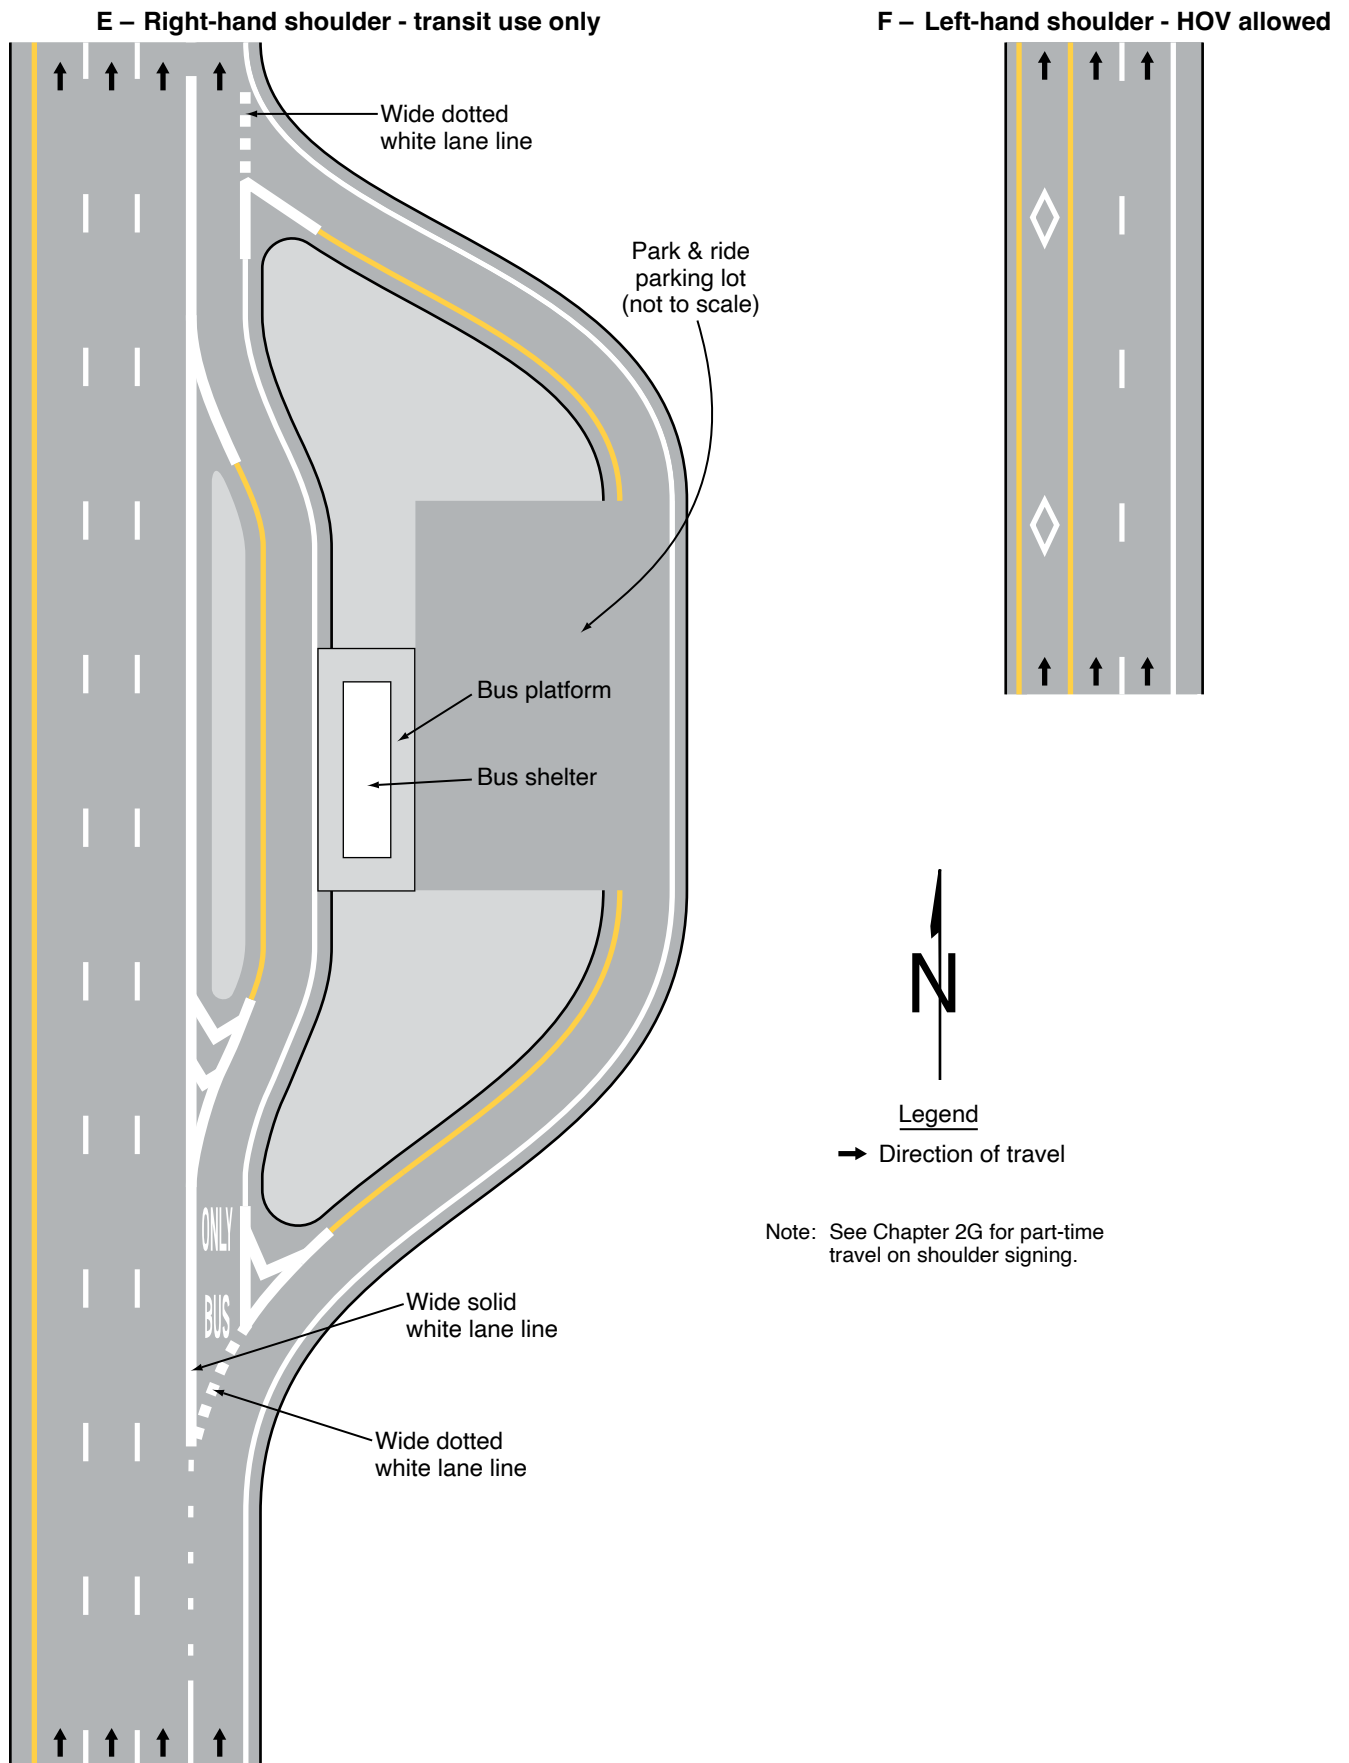 E – Right-hand shoulder - transit use only
F – Left-hand shoulder - HOV allowed
Wide dotted
white lane line
Park & ride
parking lot
(not to scale)
Bus platform
Bus shelter
N
Legend
Direction of travel
Note: See Chapter 2G for part-time
travel on shoulder signing.
ONLY
BUS
Wide solid
white lane line
Wide dotted
white lane line